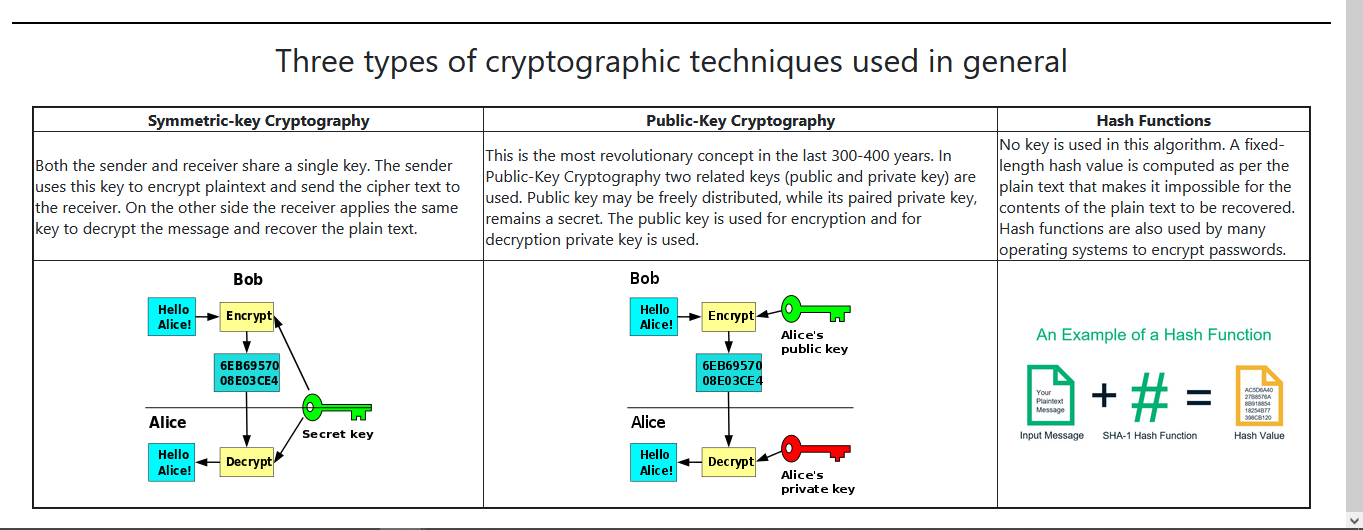 Three types of cryptographic techniques used in general
Symmetric-key Cryptography
Public-Key Cryptography
Hash Functions
Both the sender and receiver share a single key. The sender
uses this key to encrypt plaintext and send the cipher text to
the receiver. On the other side the receiver applies the same
key to decrypt the message and recover the plain text.
This is the most revolutionary concept in the last 300-400 years. In
Public-Key Cryptography two related keys (public and private key) are
used. Public key may be freely distributed, while its paired private key,
remains a secret. The public key is used for encryption and for
decryption private key is used.
No key is used in this algorithm. A fixed-
length hash value is computed as per the
plain text that makes it impossible for the
contents of the plain text to be recovered.
Hash functions are also used by many
operating systems to encrypt passwords.
Bob
Hello
Alice!
Encrypt
6EB69570
08E03CE4
Alice
Secret key
Hello
Alice!
Decrypt
Bob
Hello
Alice!
Encrypt
Alice's
public key
6EB69570
08E03CE4
Alice
Hello
Alice!
Decrypt
Alice's
private key
An Example of a Hash Function
Your
Plaintext
Message
+
#
=
AC5D6A40
27B8576A
8B918854
18254B77
398CB120
Input Message
SHA-1 Hash Function
Hash Value